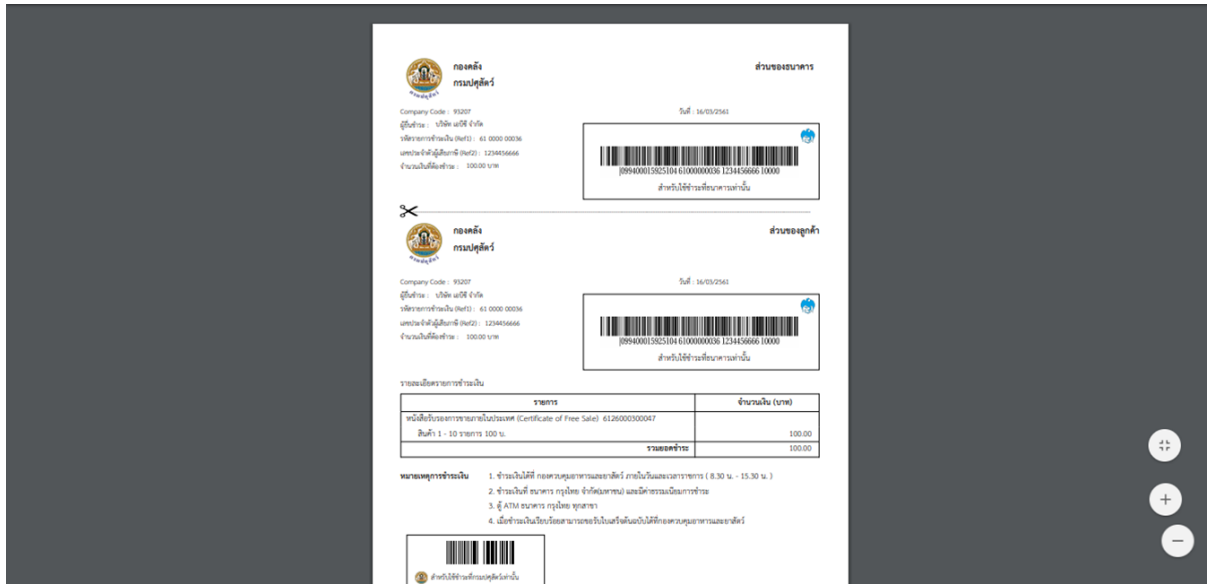 กองคลัง
กรมปศุสัตว์
ส่วนของธนาคาร
กรมปศุสัตว์
Company Code : 93207
วันที่ : 16/03/2561
ผู้ยื่นชำระ : บริษัท เอบีซี จำกัด
รหัสรายการชำระเงิน (Ref1) : 61 0000 00036
เลขประจำตัวผู้เสียภาษี (Ref2) : 1234456666
จำนวนเงินที่ต้องชำระ : 100.00 บาท
|099400015925104 61000000036 1234456666 10000
สำหรับใช้ชำระที่ธนาคารเท่านั้น
กองคลัง
กรมปศุสัตว์
ส่วนของลูกค้า
กรมปศุสัตว์
Company Code : 93207
วันที่ : 16/03/2561
ผู้ยื่นชำระ : บริษัท เอบีซี จำกัด
รหัสรายการชำระเงิน (Ref1) : 61 0000 00036
เลขประจำตัวผู้เสียภาษี (Ref2) : 1234456666
จำนวนเงินที่ต้องชำระ : 100.00 บาท
|099400015925104 61000000036 1234456666 10000
สำหรับใช้ชำระที่ธนาคารเท่านั้น
รายละเอียดรายการชำระเงิน
รายการ จำนวนเงิน (บาท)
หนังสือรับรองการขายภายในประเทศ (Certificate of Free Sale) 6126000300047
สินค้า 1 - 10 รายการ 100 บ. 100.00
รวมยอดชำระ 100.00
หมายเหตุการชำระเงิน 1. ชำระเงินได้ที่ กองควบคุมอาหารและยาสัตว์ ภายในวันและเวลาราชการ ( 8.30 น. - 15.30 น. )
2. ชำระเงินที่ ธนาคาร กรุงไทย จำกัด(มหาชน) และมีค่าธรรมเนียมการชำระ
3. ตู้ ATM ธนาคาร กรุงไทย ทุกสาขา
4. เมื่อชำระเงินเรียบร้อยสามารถขอรับใบเสร็จต้นฉบับได้ที่กองควบคุมอาหารและยาสัตว์
สำหรับใช้ชำระที่กรมปศุสัตว์เท่านั้น